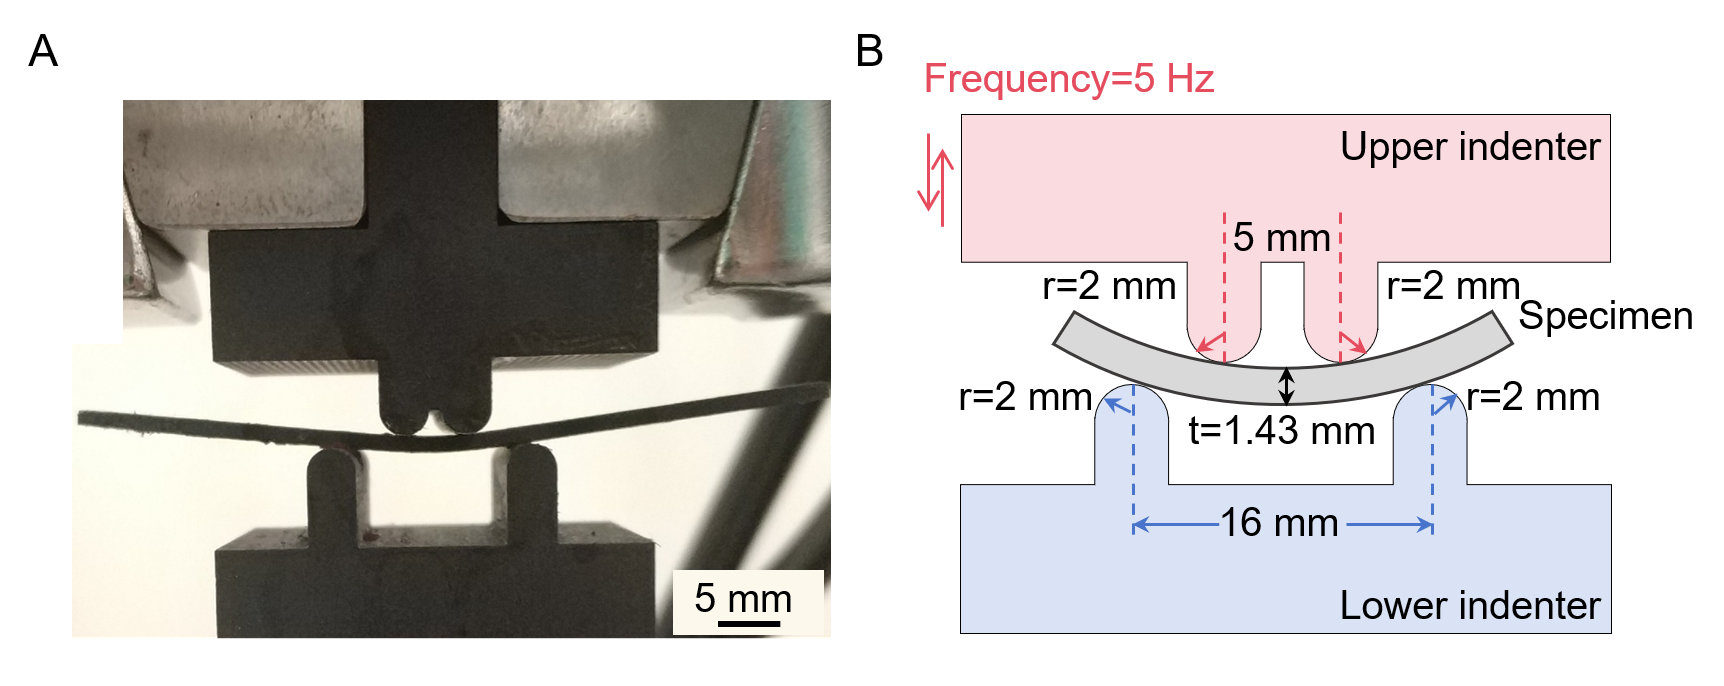 A
B
Frequency=5 Hz
Upper indenter
5 mm
r=2 mm
r=2 mm
Specimen
r=2 mm
r=2 mm
t=1.43 mm
16 mm
5 mm
Lower indenter